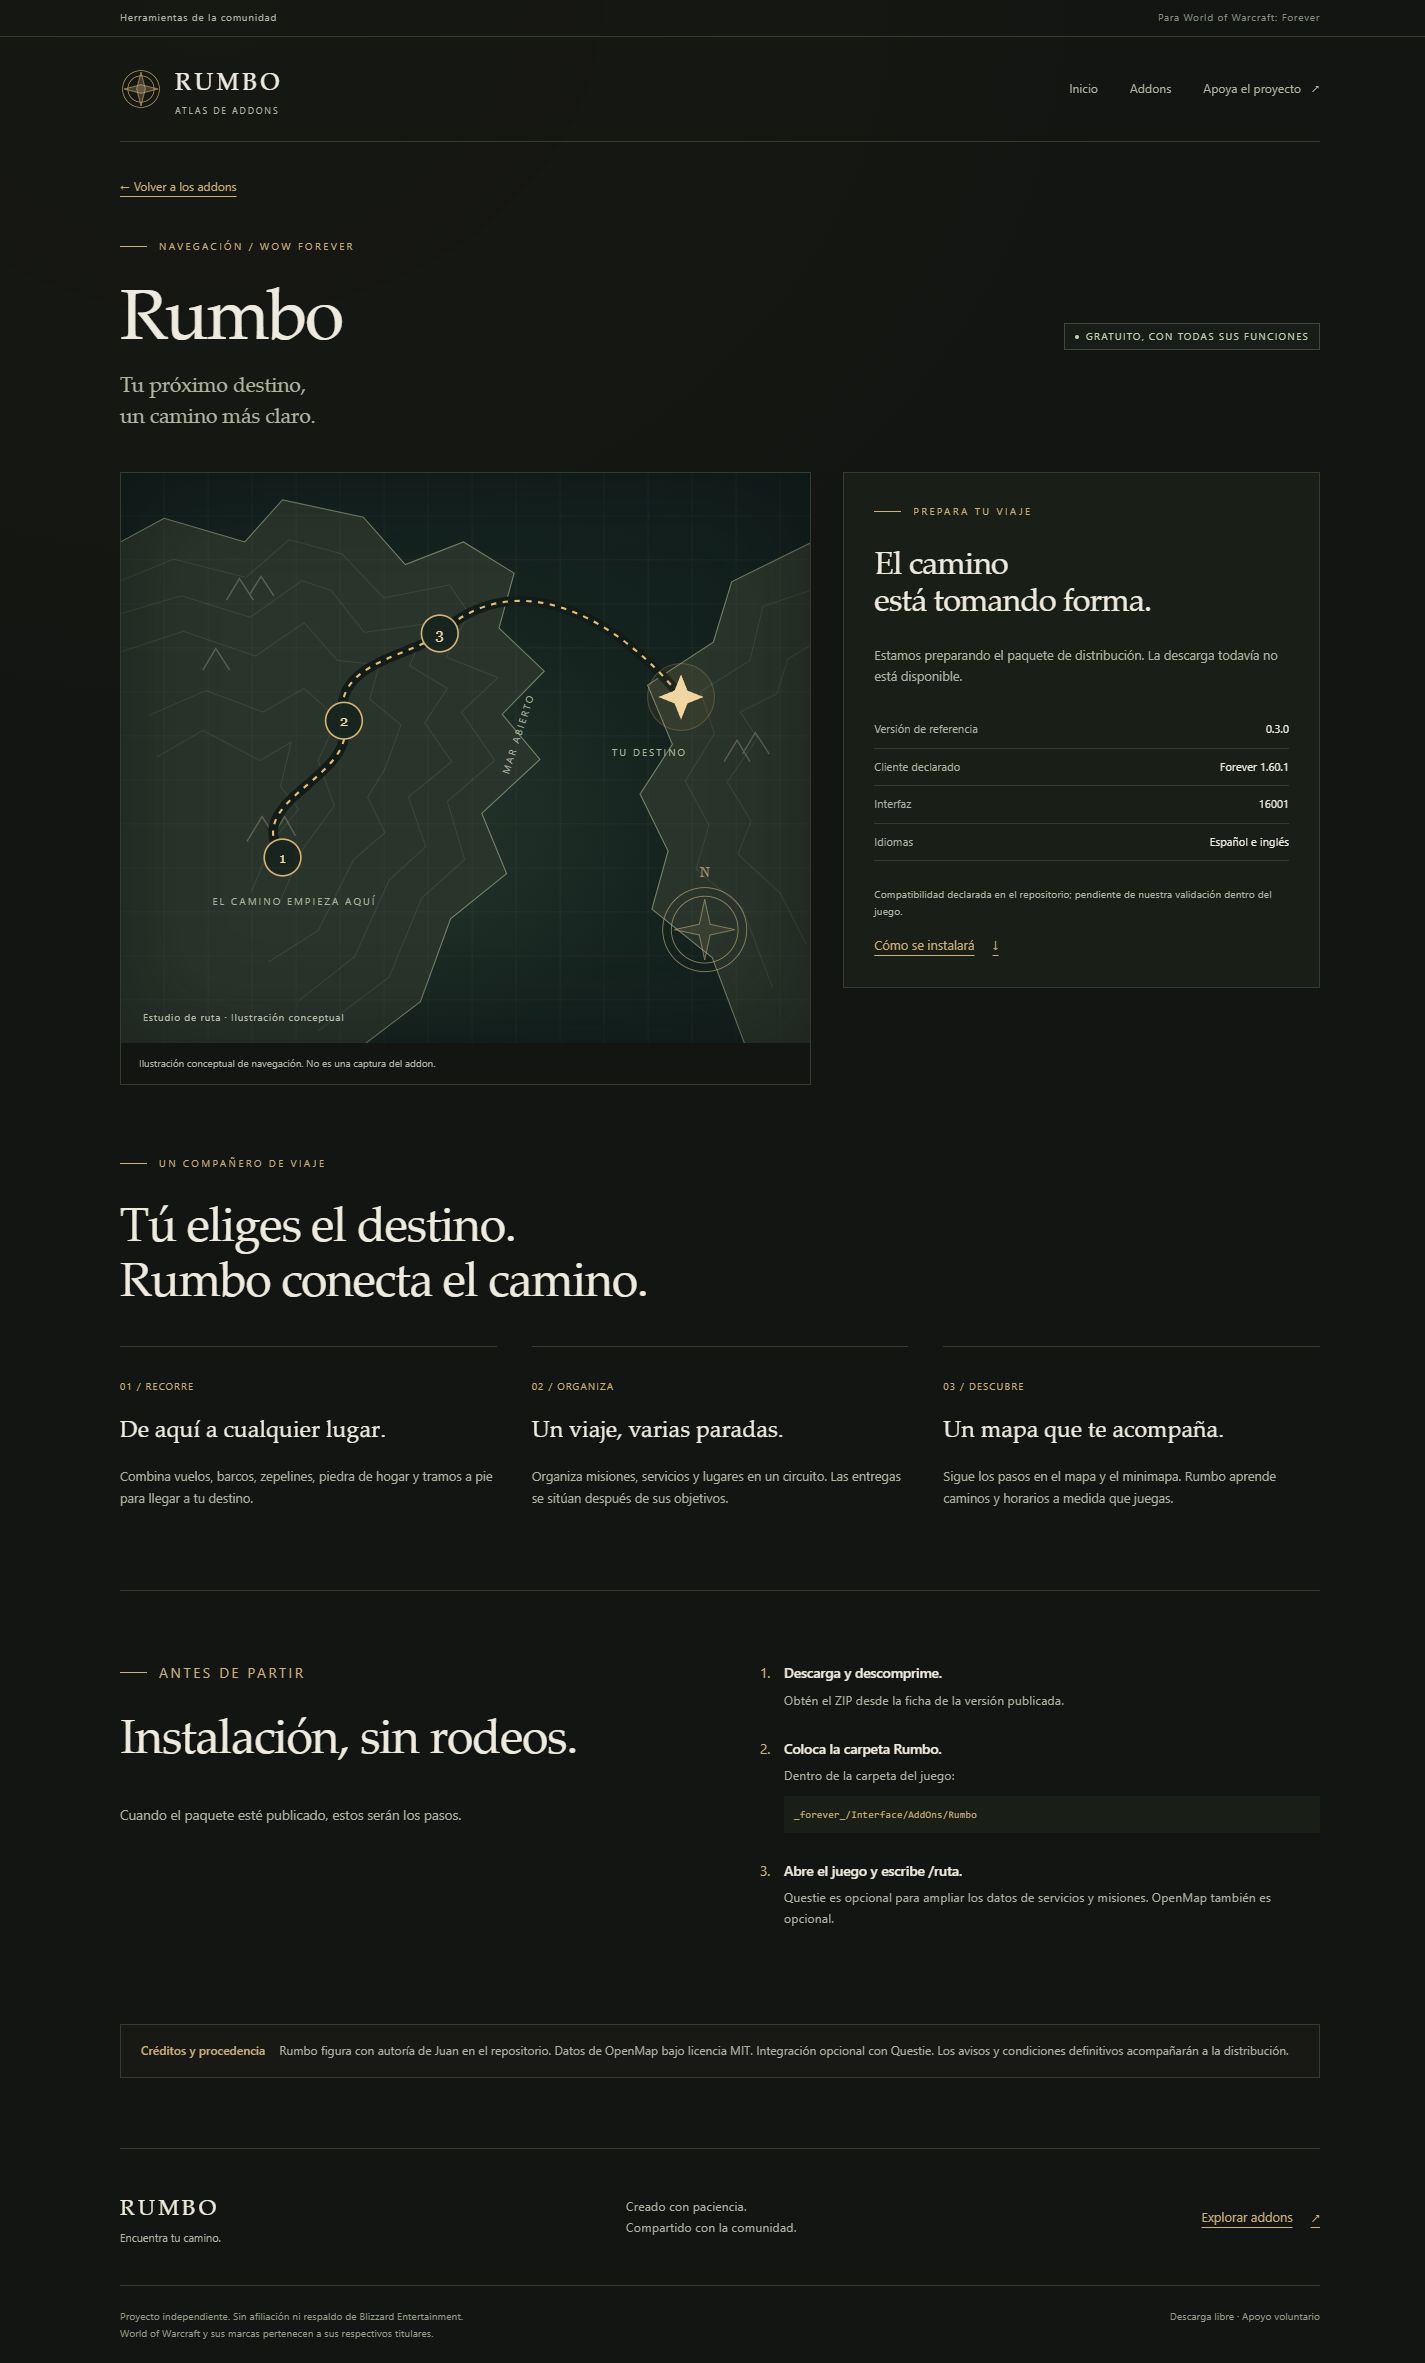 Herramientas de la comunidad
Para World of Warcraft: Forever
RUMBO
ATLAS DE ADDONS
Inicio
Addons
Apoya el proyecto ↗
← Volver a los addons
NAVEGACIÓN / WOW FOREVER
Rumbo
GRATUITO, CON TODAS SUS FUNCIONES
Tu próximo destino,
un camino más claro.
3
2
1
MAR ABIERTO
TU DESTINO
N
EL CAMINO EMPIEZA AQUÍ
Estudio de ruta · Ilustración conceptual
Ilustración conceptual de navegación. No es una captura del addon.
PREPARA TU VIAJE
El camino
está tomando forma.
Estamos preparando el paquete de distribución. La descarga todavía no
está disponible.
Versión de referencia 0.3.0
Cliente declarado Forever 1.60.1
Interfaz 16001
Idiomas Español e inglés
Compatibilidad declarada en el repositorio; pendiente de nuestra validación dentro del
juego.
Cómo se instalará ↓
UN COMPAÑERO DE VIAJE
Tú eliges el destino.
Rumbo conecta el camino.
01 / RECORRE
De aquí a cualquier lugar.
Combina vuelos, barcos, zepelines, piedra de hogar y tramos a pie
para llegar a tu destino.
02 / ORGANIZA
Un viaje, varias paradas.
Organiza misiones, servicios y lugares en un circuito. Las entregas
se sitúan después de sus objetivos.
03 / DESCUBRE
Un mapa que te acompaña.
Sigue los pasos en el mapa y el minimapa. Rumbo aprende
caminos y horarios a medida que juegas.
ANTES DE PARTIR
Instalación, sin rodeos.
Cuando el paquete esté publicado, estos serán los pasos.
1. Descarga y descomprime.
Obtén el ZIP desde la ficha de la versión publicada.
2. Coloca la carpeta Rumbo.
Dentro de la carpeta del juego:
_forever_/Interface/AddOns/Rumbo
3. Abre el juego y escribe /ruta.
Questie es opcional para ampliar los datos de servicios y misiones. OpenMap también es
opcional.
Créditos y procedencia Rumbo figura con autoría de Juan en el repositorio. Datos de OpenMap bajo licencia MIT. Integración opcional con Questie. Los avisos y condiciones definitivos acompañarán a la distribución.
RUMBO
Encuentra tu camino.
Creado con paciencia.
Compartido con la comunidad.
Explorar addons ↗
Proyecto independiente. Sin afiliación ni respaldo de Blizzard Entertainment.
World of Warcraft y sus marcas pertenecen a sus respectivos titulares.
Descarga libre · Apoyo voluntario